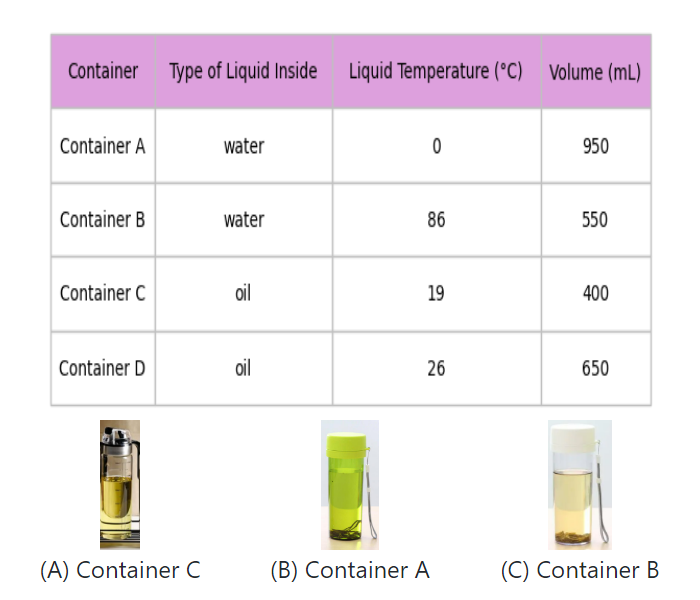 Container Type of Liquid Inside Liquid Temperature (°C) Volume (mL)
Container A water 0 950
Container B water 86 550
Container C oil 19 400
Container D oil 26 650
(A) Container C (B) Container A (C) Container B